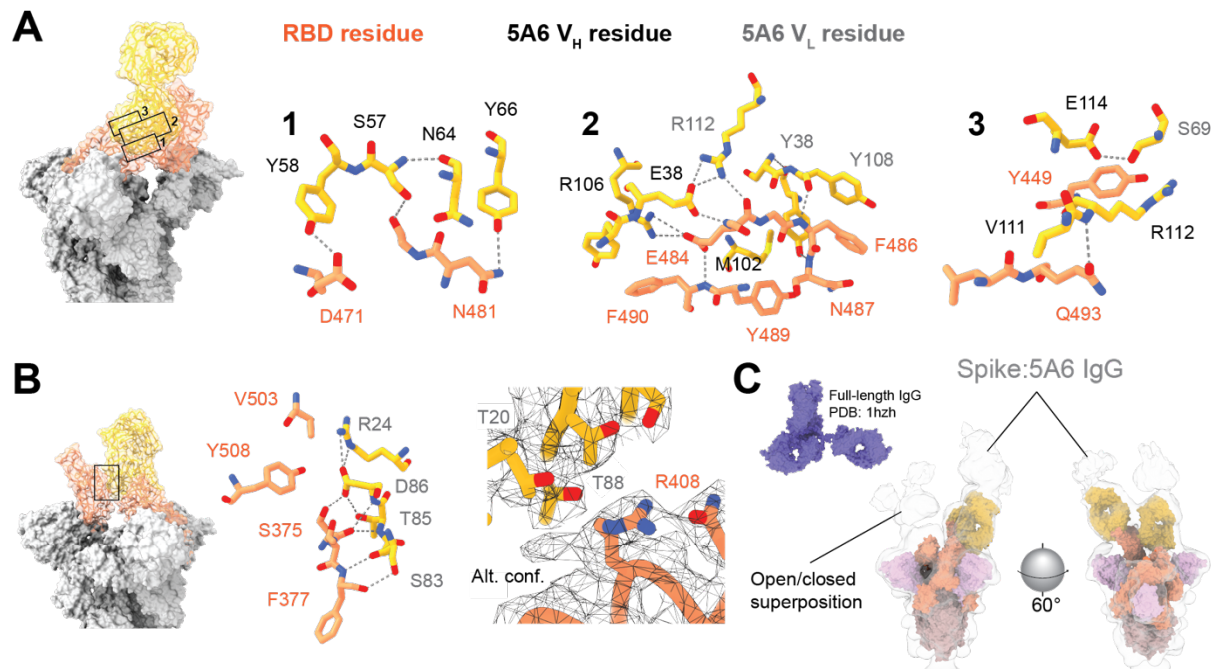 A
RBD residue
5A6 VH residue
5A6 VL residue
3
2
1
1
S57
N64
Y66
Y58
D471
N481
2
R112
Y38
Y108
E38
R106
E484
M102
F486
F490
Y489
N487
3
E114
S69
Y449
V111
R112
Q493
B
V503
R24
Y508
D86
T85
S375
S83
F377
T20
T88
R408
Alt. conf.
C
Spike:5A6 IgG
Full-length IgG
PDB: 1hzh
Open/closed
superposition
60°